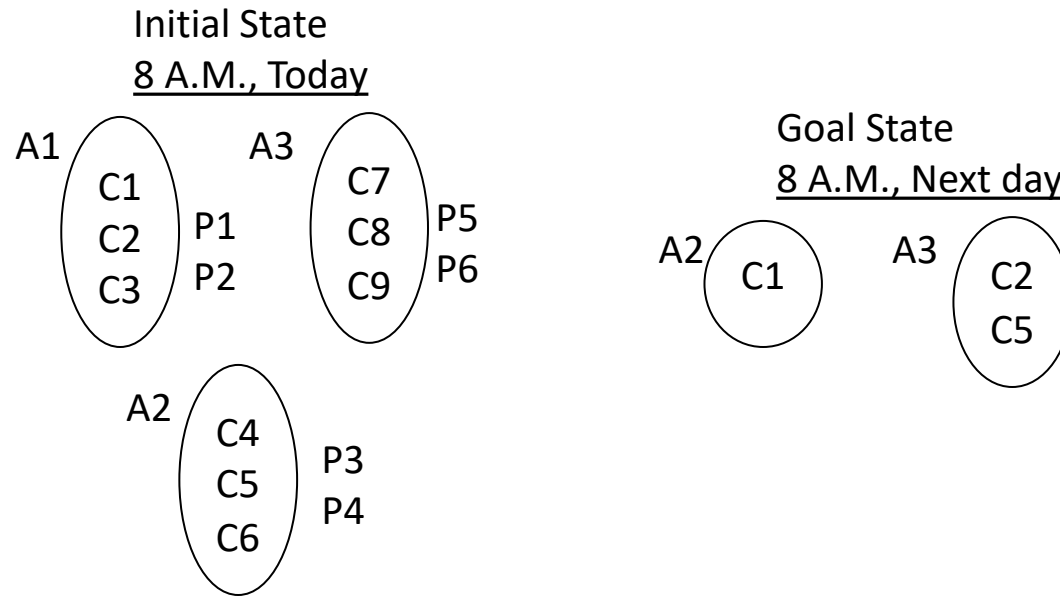 Initial State
8 A.M., Today
A1
C1
C2
C3
P1
P2
A3
C7
C8
C9
P5
P6
A2
C4
C5
C6
P3
P4
Goal State
8 A.M., Next day
A2
C1
A3
C2
C5